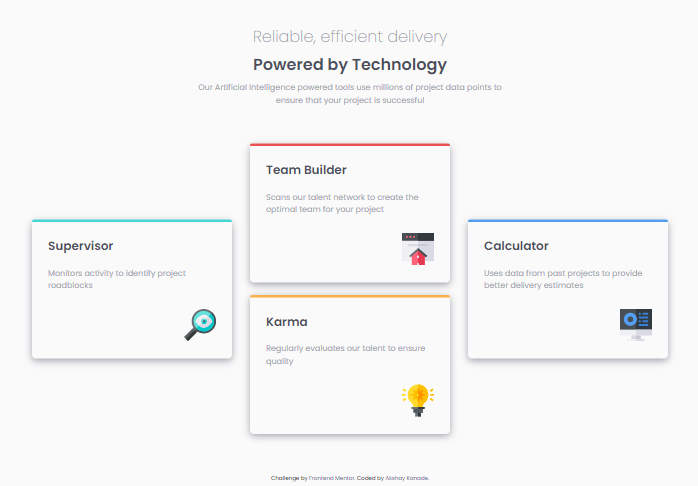 Reliable, efficient delivery
Powered by Technology
Our Artificial Intelligence powered tools use millions of project data points to
ensure that your project is successful
Supervisor
Monitors activity to identify project
roadblocks
Team Builder
Scans our talent network to create the
optimal team for your project
Karma
Regularly evaluates our talent to ensure
quality
Calculator
Uses data from past projects to provide
better delivery estimates
Challenge by Frontend Mentor. Coded by Akshay Kanade.